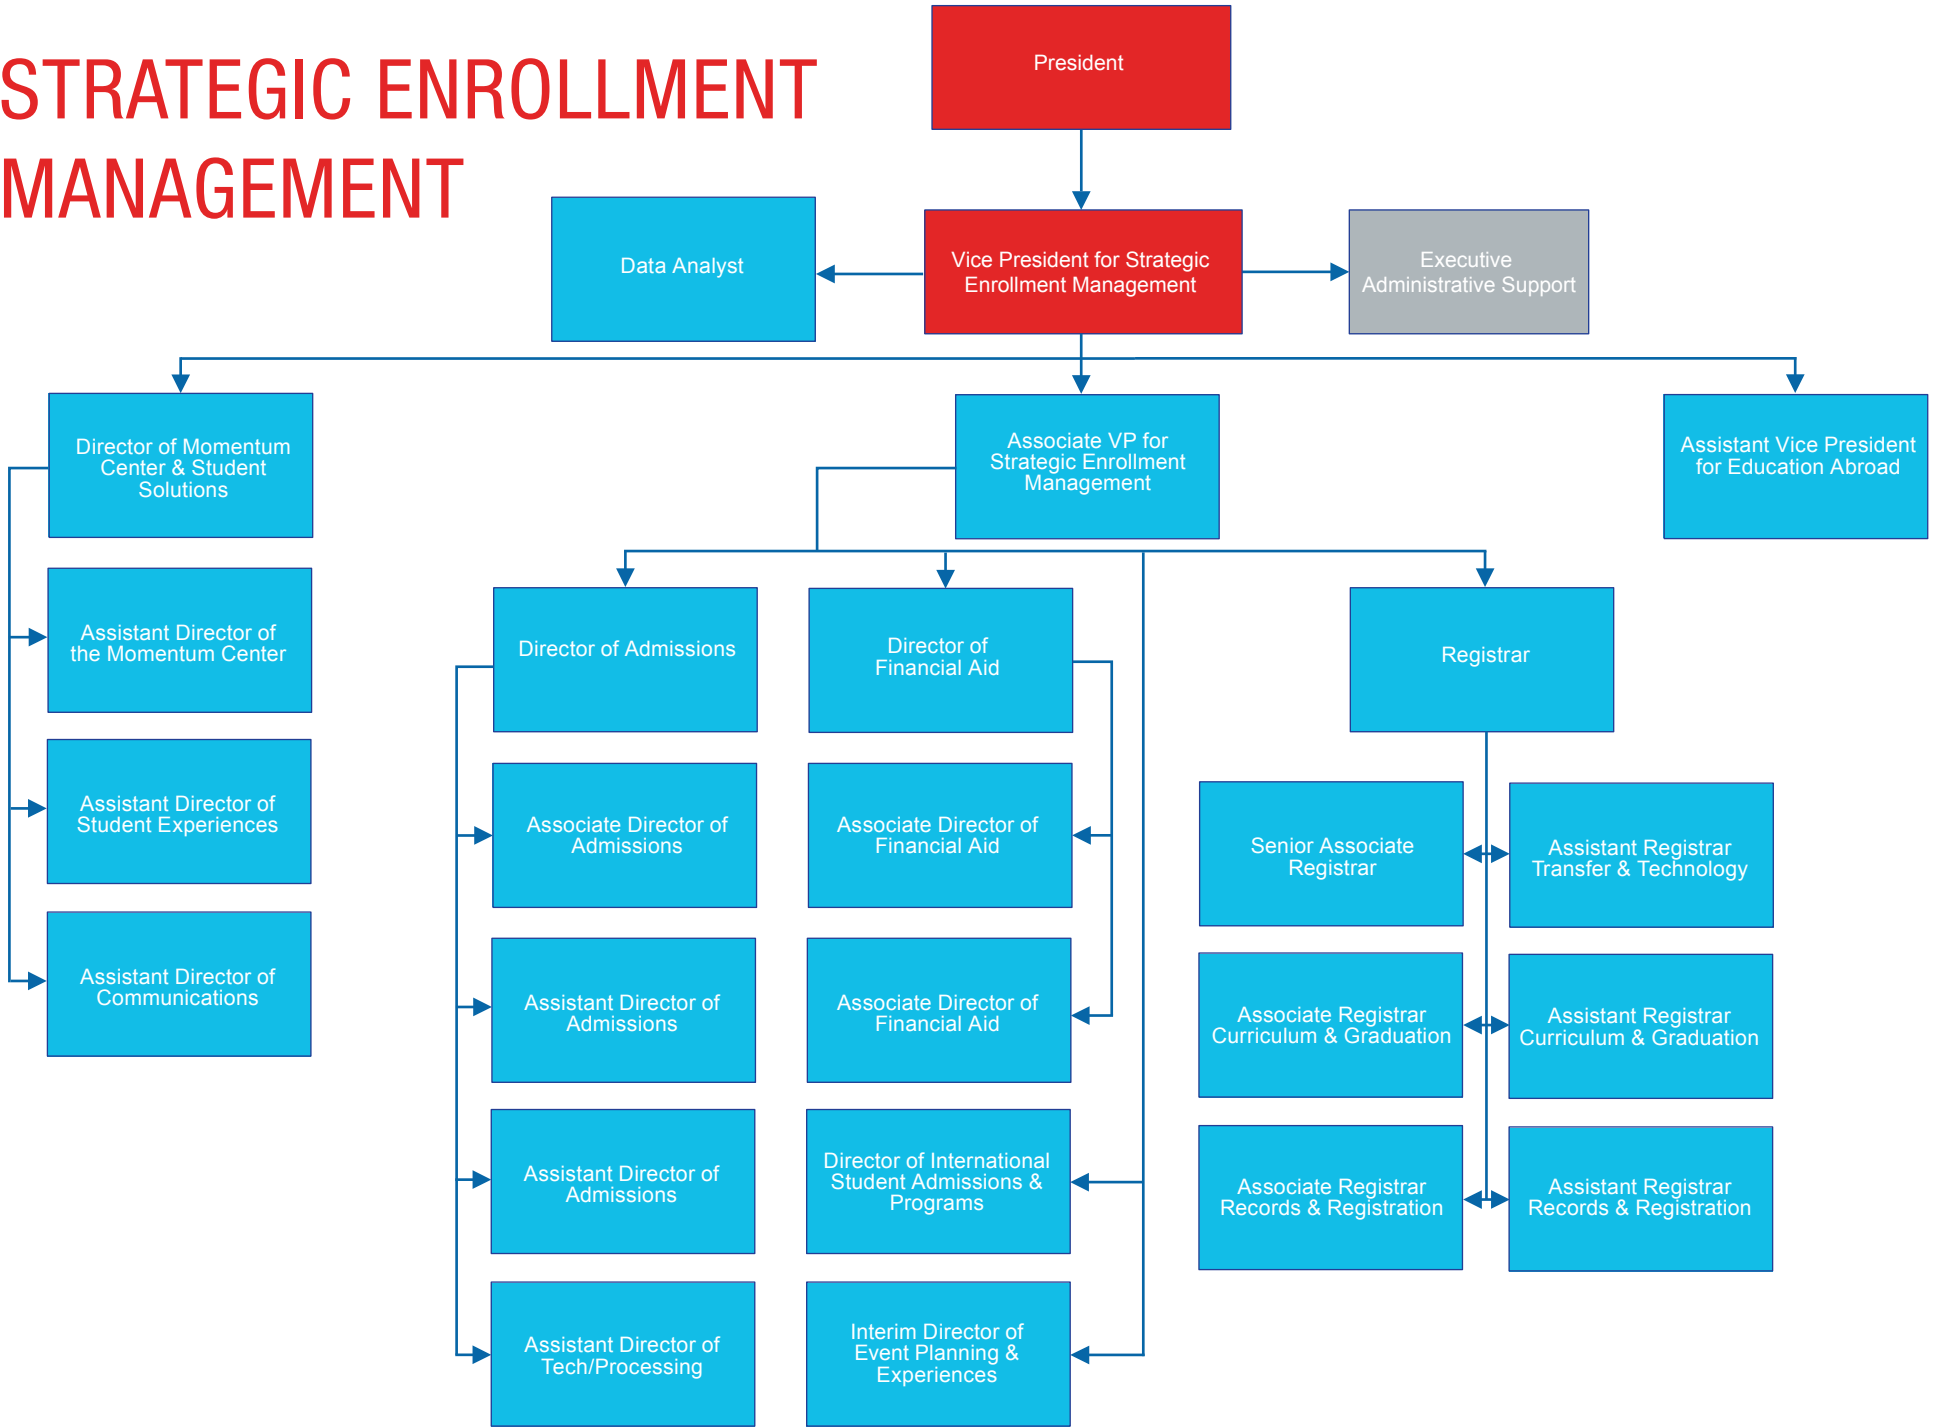 STRATEGIC ENROLLMENT
MANAGEMENT
President
Data Analyst
Vice President for Strategic
Enrollment Management
Executive
Administrative Support
Director of Momentum
Center & Student
Solutions
Associate VP for
Strategic Enrollment
Management
Assistant Vice President
for Education Abroad
Assistant Director of
the Momentum Center
Assistant Director of
Student Experiences
Assistant Director of
Communications
Director of Admissions
Associate Director of
Admissions
Assistant Director of
Admissions
Assistant Director of
Admissions
Assistant Director of
Tech/Processing
Director of
Financial Aid
Associate Director of
Financial Aid
Associate Director of
Financial Aid
Director of International
Student Admissions &
Programs
Interim Director of
Event Planning &
Experiences
Registrar
Senior Associate
Registrar
Assistant Registrar
Transfer & Technology
Associate Registrar
Curriculum & Graduation
Assistant Registrar
Curriculum & Graduation
Associate Registrar
Records & Registration
Assistant Registrar
Records & Registration